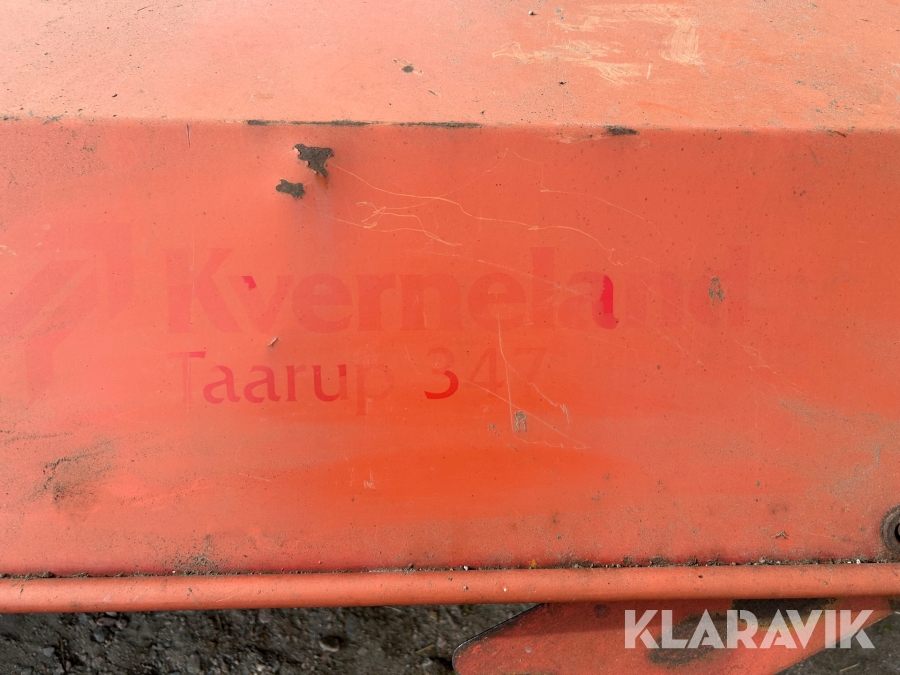 Kverneland
Taarup 347
KLARAVIK